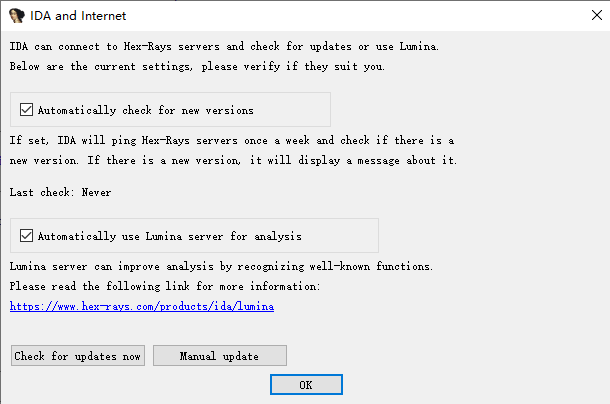 IDA and Internet
IDA can connect to Hex-Rays servers and check for updates or use Lumina.
Below are the current settings, please verify if they suit you.
Automatically check for new versions
If set, IDA will ping Hex-Rays servers once a week and check if there is a
new version. If there is a new version, it will display a message about it.
Last check: Never
Automatically use Lumina server for analysis
Lumina server can improve analysis by recognizing well-known functions.
Please read the following link for more information:
https://www.hex-rays.com/products/ida/lumina
Check for updates now
Manual update
OK